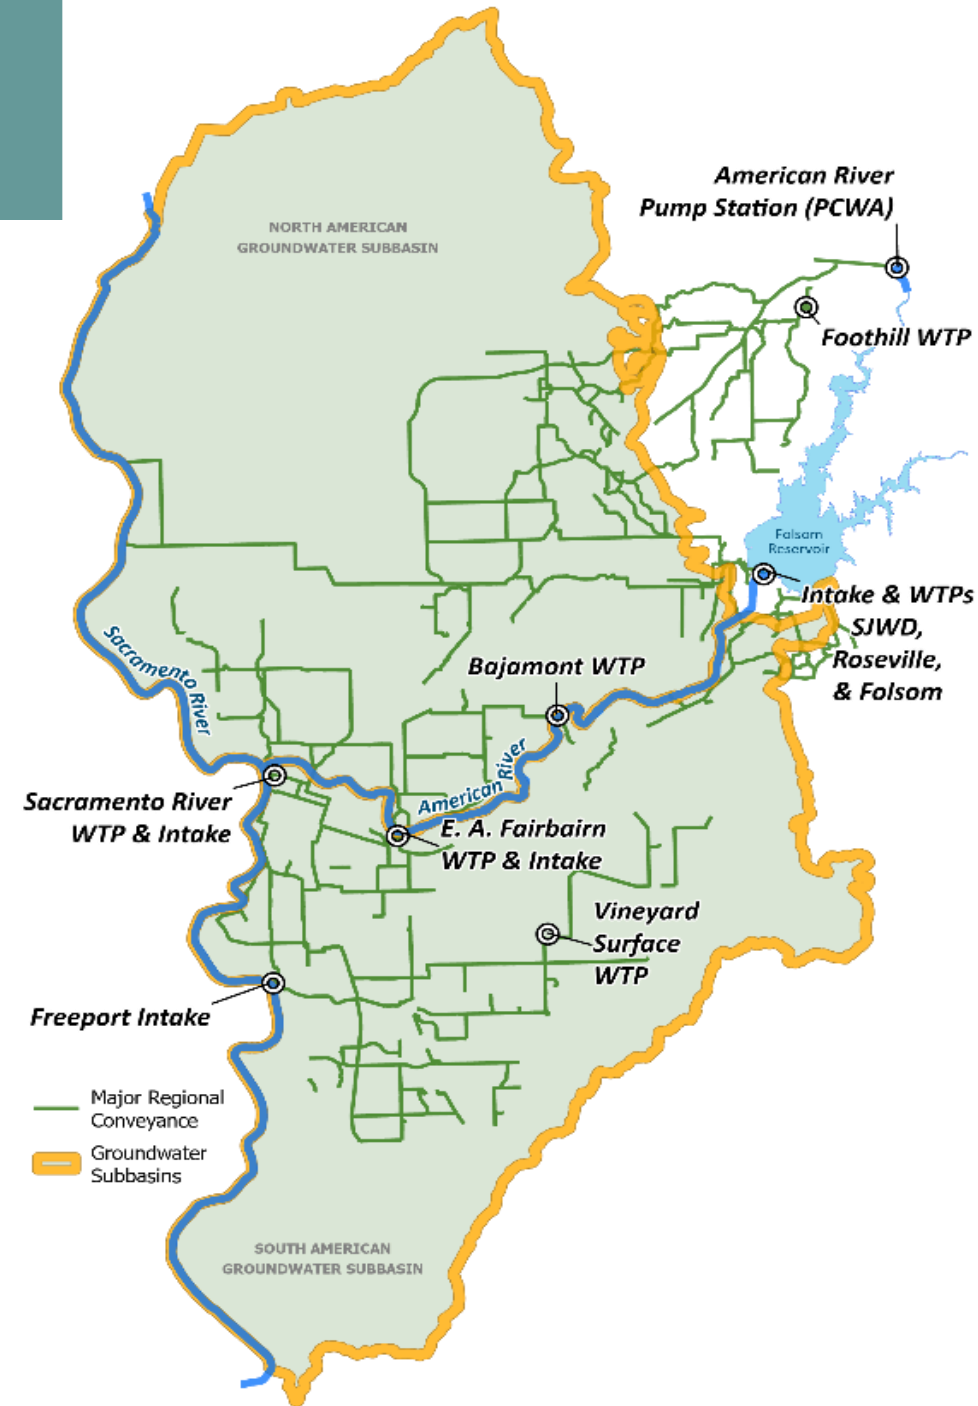 American River
Pump Station (PCWA)
NORTH AMERICAN
GROUNDWATER SUBBASIN
Foothill WTP
Folsom
Reservoir
Intake & WTPs
SJWD,
Roseville,
& Folsom
Sacramento River
Bajamont WTP
American River
Sacramento River
WTP & Intake
E. A. Fairbairn
WTP & Intake
Vineyard
Surface
WTP
Freeport Intake
Major Regional
Conveyance
Groundwater
Subbasins
SOUTH AMERICAN
GROUNDWATER SUBBASIN